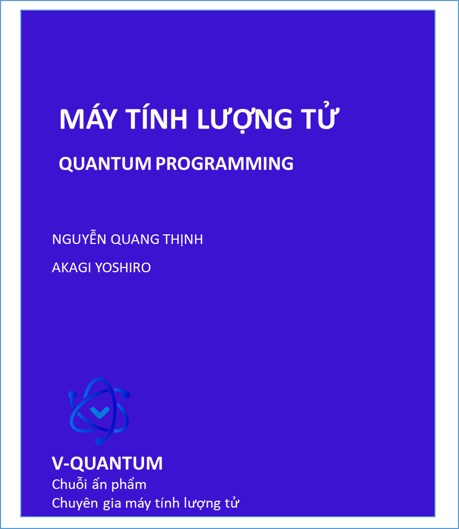 MÁY TÍNH LƯỢNG TỬ
QUANTUM PROGRAMMING
NGUYỄN QUANG THỊNH
AKAGI YOSHIRO
V-QUANTUM
Chuỗi ấn phẩm
Chuyên gia máy tính lượng tử